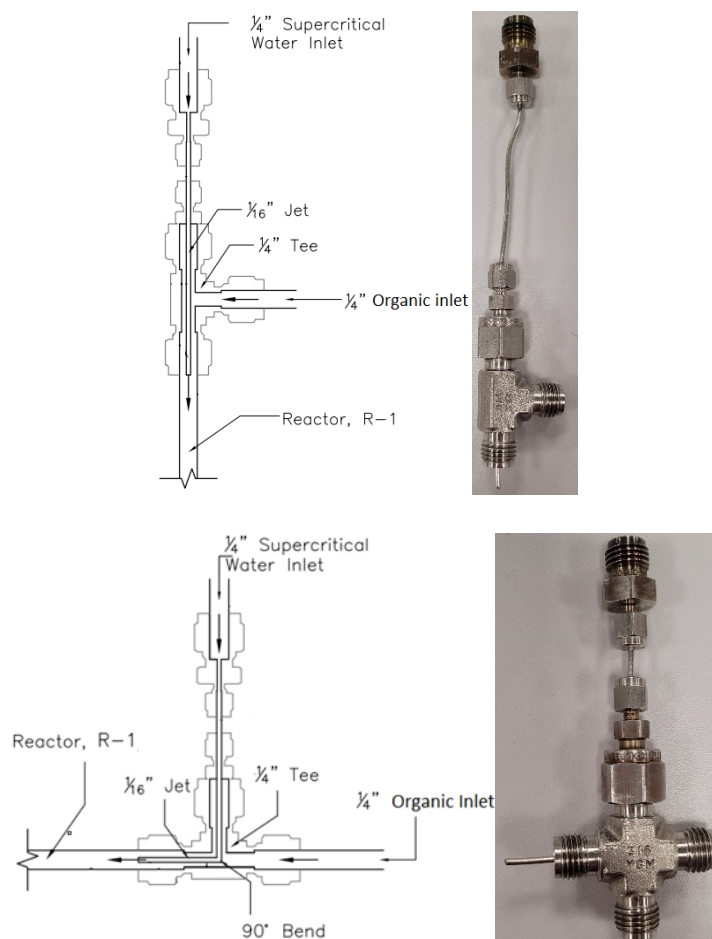 ¼" Supercritical
Water Inlet
1⁄16" Jet
¼" Tee
¼" Organic inlet
Reactor, R-1
¼" Supercritical
Water Inlet
Reactor, R-1
1⁄16" Jet
¼" Tee
¼" Organic Inlet
90° Bend
316